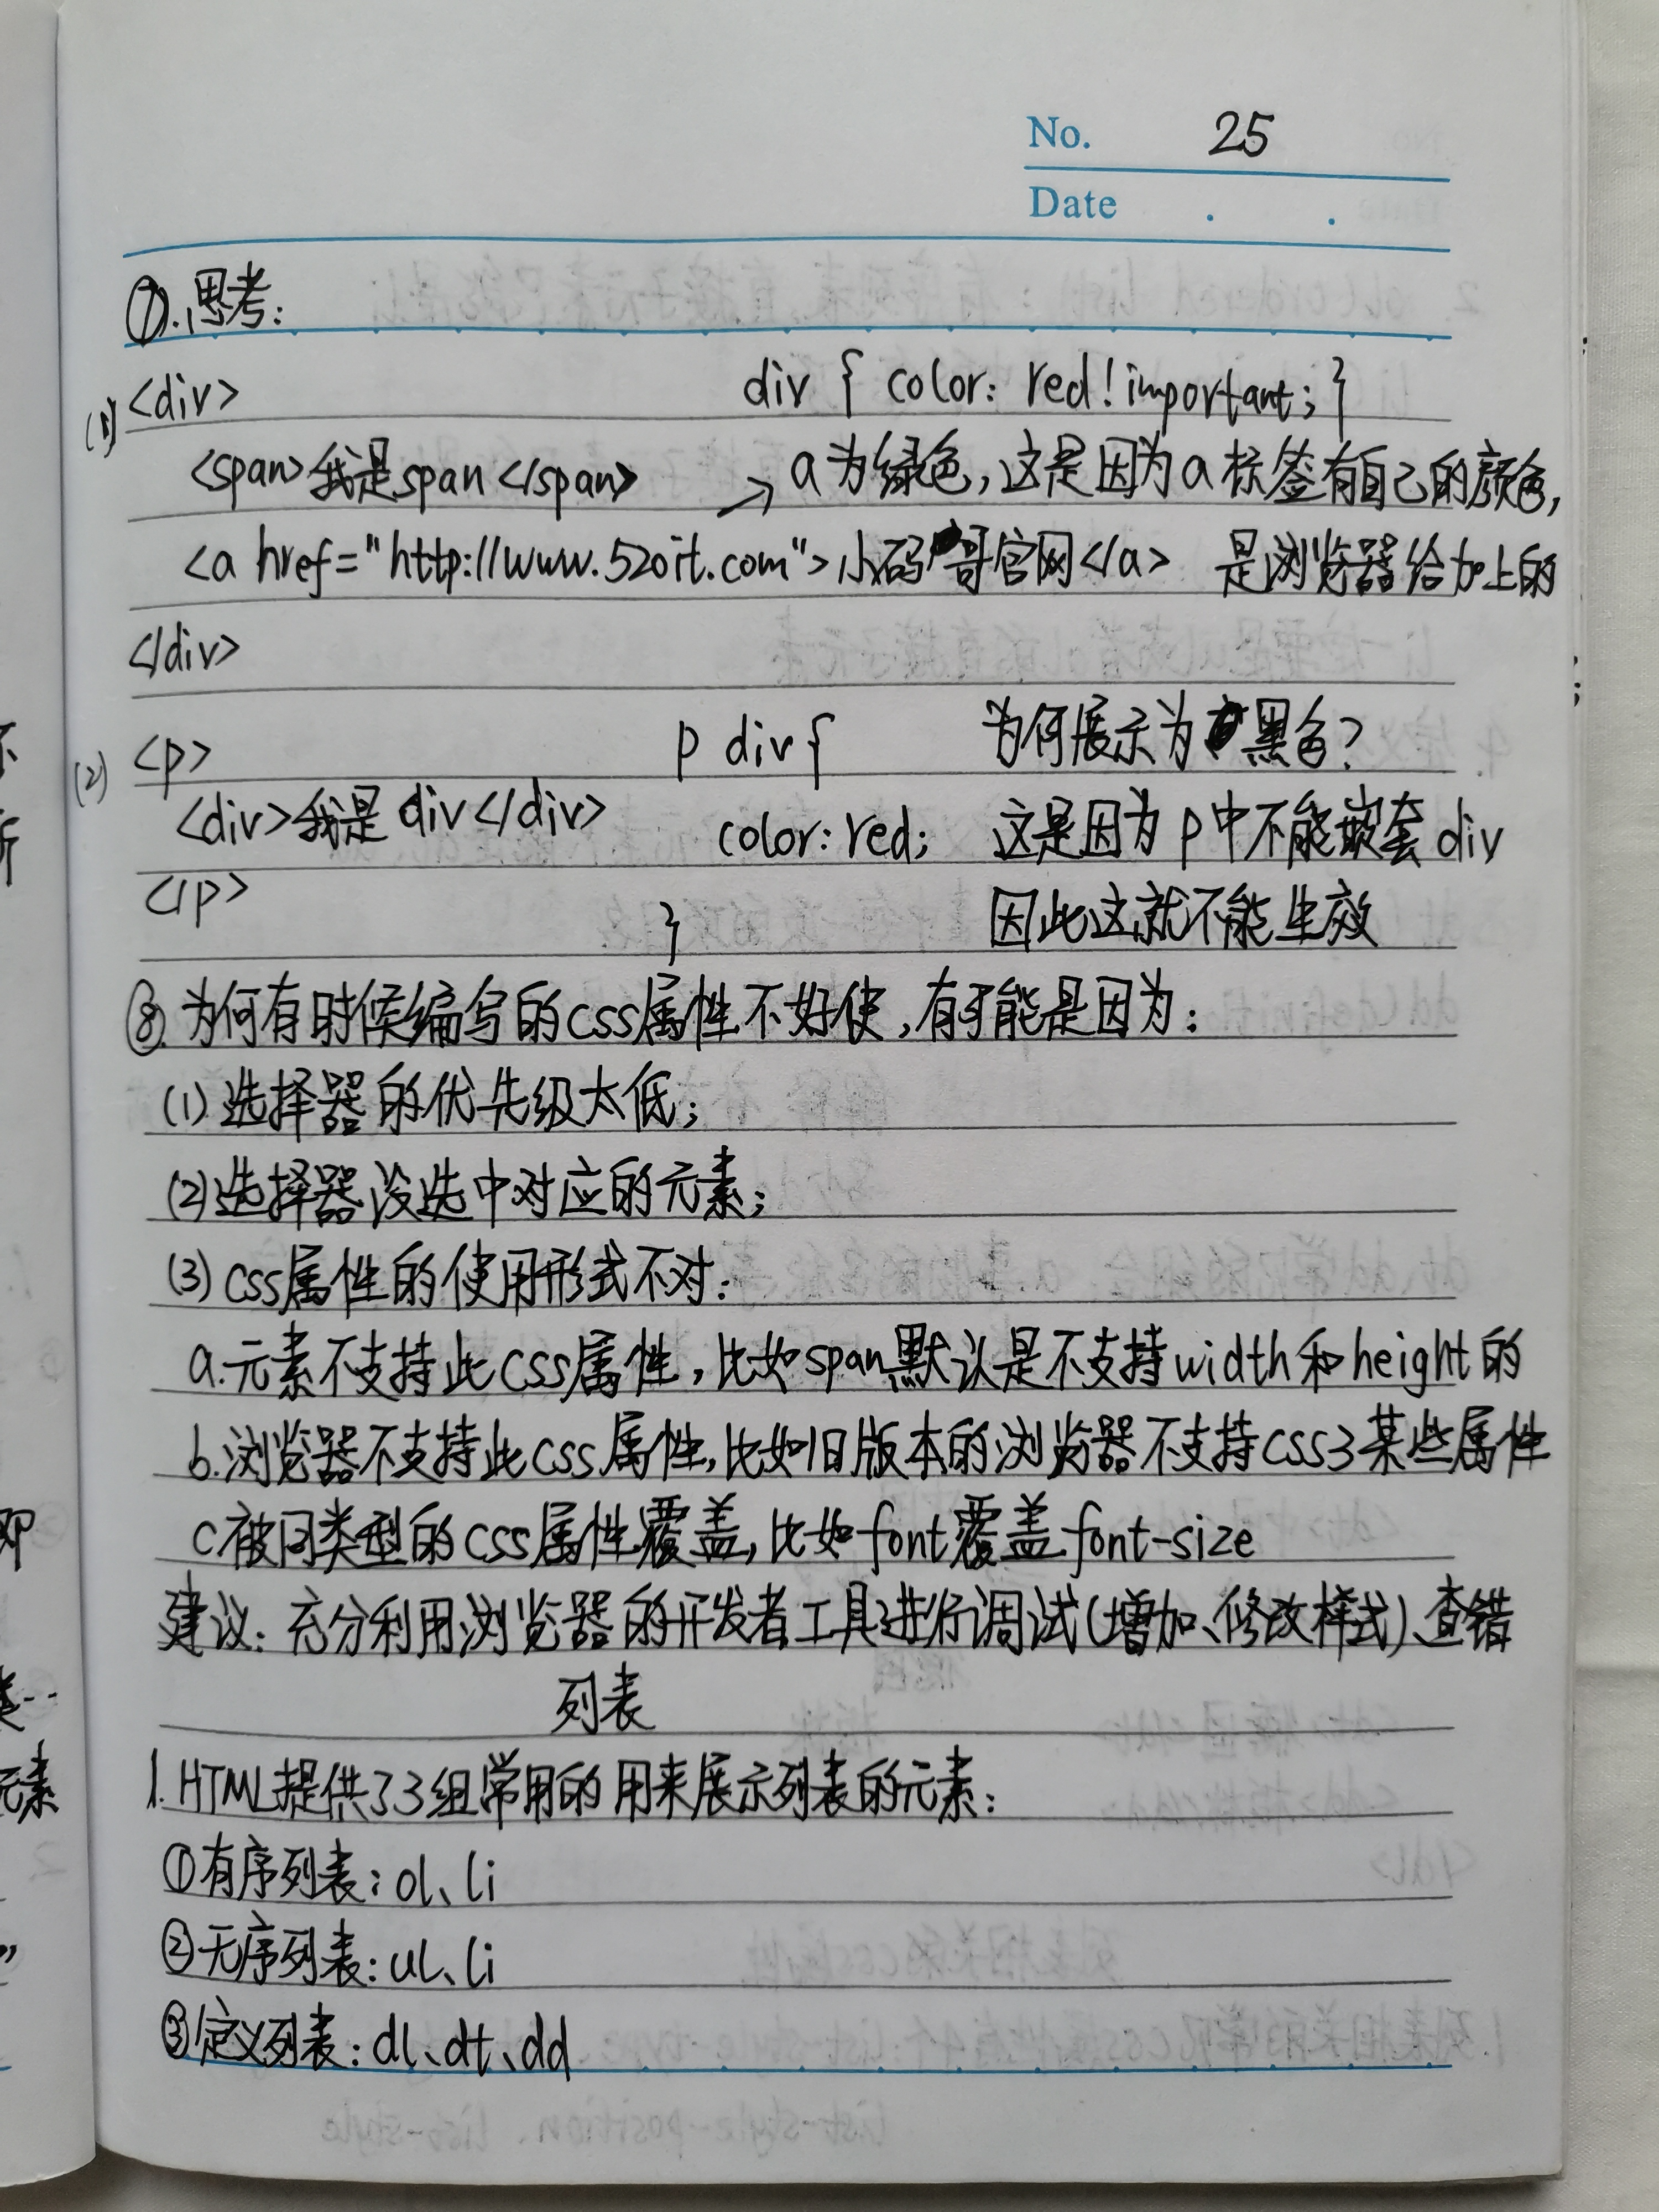 No. 25
Date . .
⑦.思考:
(1) <div> div { color: red!important; }
<span>我是span</span> → a为绿色,这是因为a标签有自己的颜色,
<a href="http://www.520it.com">小码哥官网</a> 是浏览器给加上的
</div>
(2) <p> p div{ 为何展示为黑色?
<div>我是div</div> color: red; 这是因为p中不能嵌套div
</p> } 因此这就不能生效
⑧.为何有时候编写的css属性不好使,有可能是因为:
(1)选择器的优先级太低;
(2)选择器没选中对应的元素;
(3)css属性的使用形式不对:
a.元素不支持此css属性,比如span默认是不支持width和height的
b.浏览器不支持此css属性,比如旧版本的浏览器不支持css3某些属性
c被同类型的css属性覆盖,比如font覆盖font-size
建议:充分利用浏览器的开发者工具进行调试(增加、修改样式)、查错
列表
1.HTML提供了3组常用的用来展示列表的元素:
①有序列表:ol、li
②无序列表:ul、li
③定义列表:dl、dt、dd